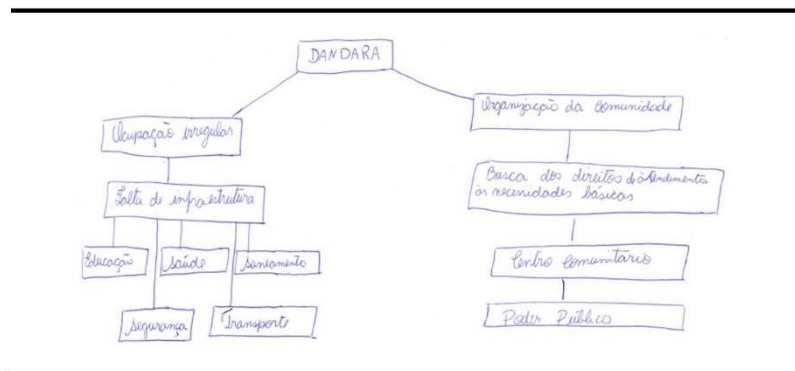 DANDARA
Organização da Comunidade
Ocupação irregular
Busca dos direitos do atendimento
às necessidades básicas
Falta de infraestrutura
Educação
Saúde
Saneamento
Centro Comunitário
Segurança
Transporte
Poder Público